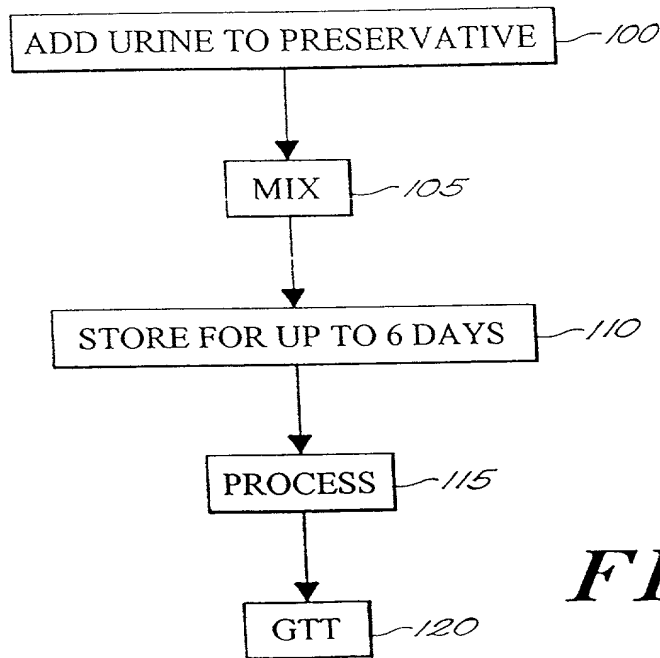 ADD URINE TO PRESERVATIVE 100
MIX 105
STORE FOR UP TO 6 DAYS 110
PROCESS 115
GTT 120